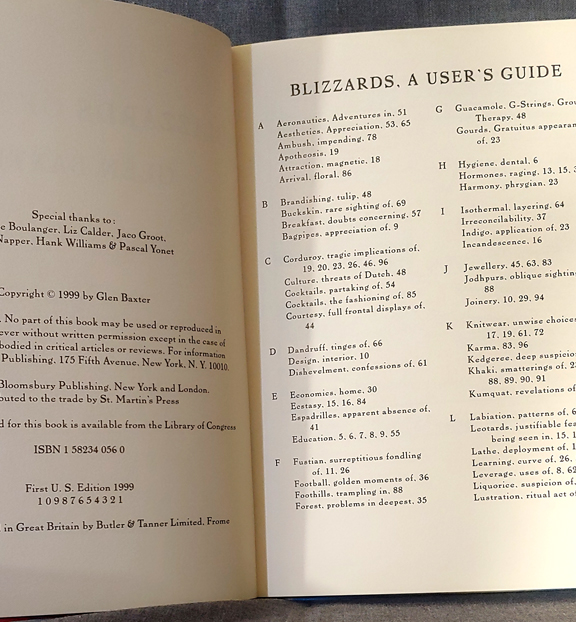 Special thanks to:
Boulanger, Liz Calder, Jaco Groot,
Napper, Hank Williams & Pascal Yonet
Copyright © 1999 by Glen Baxter
. No part of this book may be used or reproduced in
ever without permission except in the case of
bodied in critical articles or reviews. For information
Publishing, 175 Fifth Avenue, New York, N.Y. 10010.
Bloomsbury Publishing, New York and London.
buted to the trade by St. Martin's Press
d for this book is available from the Library of Congress
ISBN 1 58234 056 0
First U. S. Edition 1999
10 9 8 7 6 5 4 3 2 1
in Great Britain by Butler & Tanner Limited, Frome
BLIZZARDS, A USER'S GUIDE
A Aeronautics, Adventures in, 51
Aesthetics, Appreciation, 53, 65
Ambush, impending, 78
Apotheosis, 19
Attraction, magnetic, 18
Arrival, floral, 86
B Brandishing, tulip, 48
Buckskin, rare sighting of, 69
Breakfast, doubts concerning, 57
Bagpipes, appreciation of, 9
C Corduroy, tragic implications of,
19, 20, 23, 26, 46, 96
Culture, threats of Dutch, 48
Cocktails, partaking of, 54
Cocktails, the fashioning of, 85
Courtesy, full frontal displays of,
44
D Dandruff, tinges of, 66
Design, interior, 10
Dishevelment, confessions of, 61
E Economics, home, 30
Ecstasy, 15, 16, 84
Espadrilles, apparent absence of,
41
Education, 5, 6, 7, 8, 9, 55
F Fustian, surreptitious fondling
of, 11, 26
Football, golden moments of, 36
Foothills, trampling in, 88
Forest, problems in deepest, 35
G Guacamole, G-Strings, Grou
Therapy, 48
Gourds, Gratuitus appearan
of, 23
H Hygiene, dental, 6
Hormones, raging, 13, 15, 3
Harmony, phrygian, 23
I Isothermal, layering, 64
Irreconcilability, 37
Indigo, application of, 23
Incandescence, 16
J Jewellery, 45, 63, 83
Jodhpurs, oblique sightin
88
Joinery, 10, 29, 94
K Knitwear, unwise choices
17, 19, 61, 72
Karma, 83, 96
Kedgeree, deep suspicio
Khaki, smatterings of, 2
88, 89, 90, 91
Kumquat, revelations of
L Labiation, patterns of, 6
Leotards, justifiable fea
being seen in, 15, 1
Lathe, deployment of, 1
Learning, curve of, 26,
Leverage, uses of, 8, 62
Liquorice, suspicion of,
Lustration, ritual act of